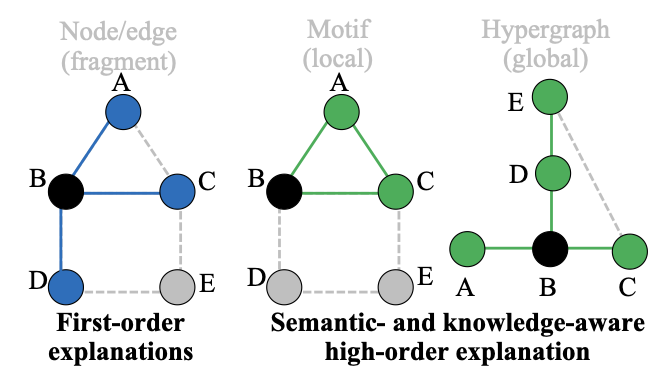 Node/edge
(fragment)
Motif
(local)
Hypergraph
(global)
A
B
C
D
E
A
B
C
D
E
E
D
A
B
C
First-order
explanations
Semantic- and knowledge-aware
high-order explanation